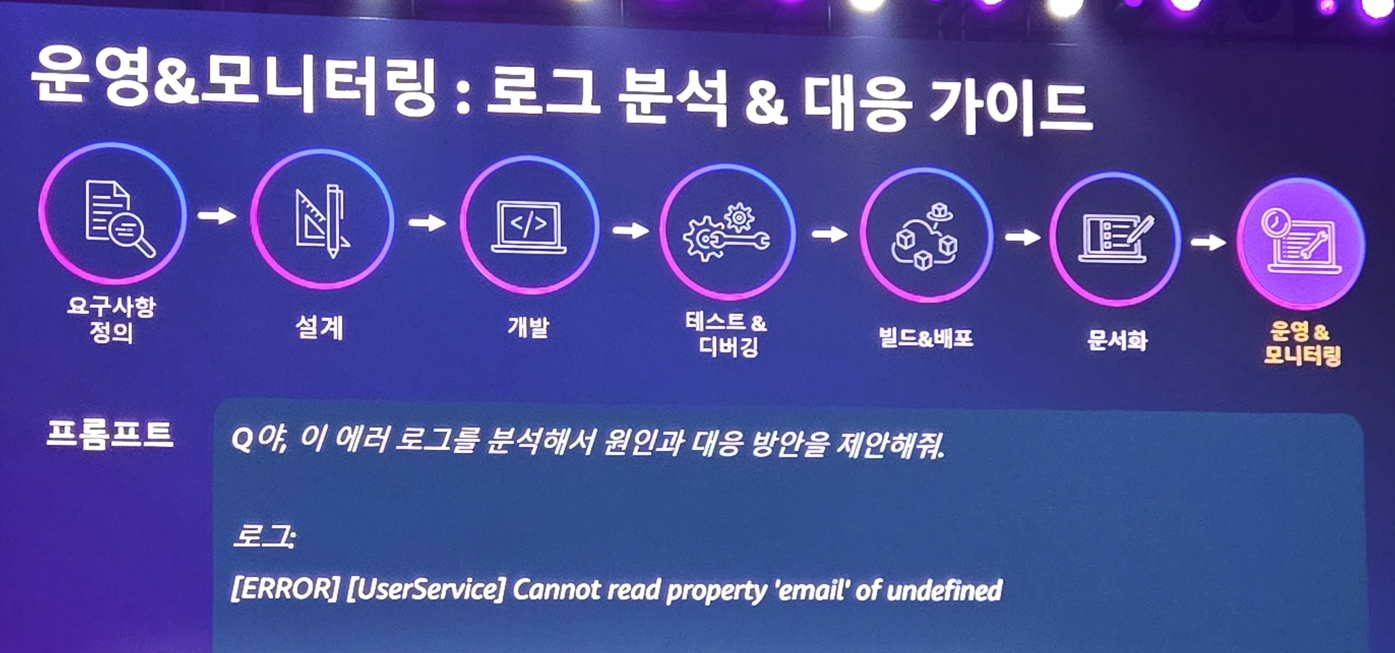 운영&모니터링 : 로그 분석 & 대응 가이드
</>
요구사항
정의
설계
개발
테스트 &
디버깅
빌드&배포
문서화
운영 &
모니터링
프롬프트
Q야, 이 에러 로그를 분석해서 원인과 대응 방안을 제안해줘.
로그:
[ERROR] [UserService] Cannot read property 'email' of undefined